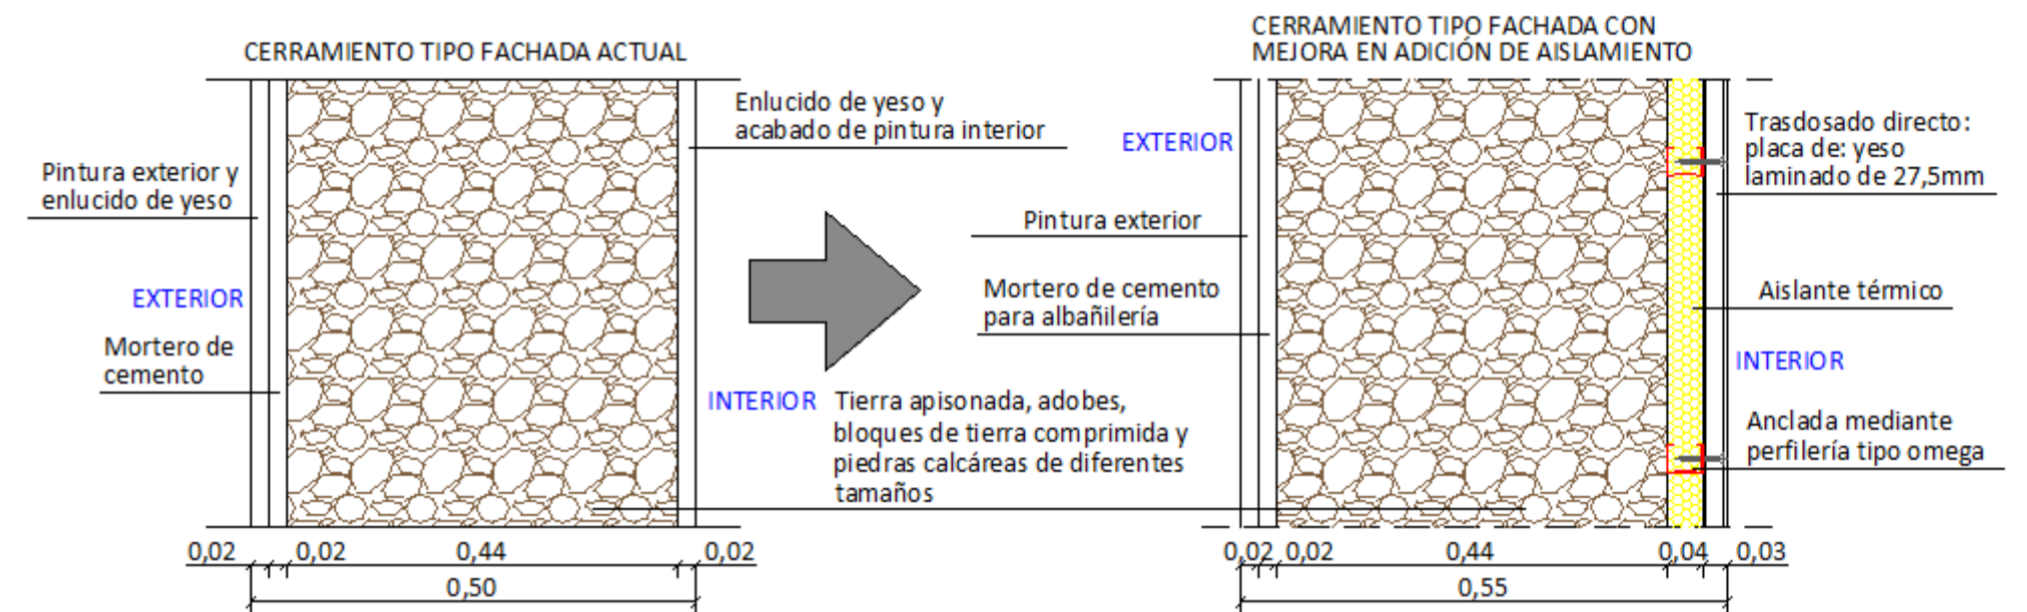 CERRAMIENTO TIPO FACHADA ACTUAL
Enlucido de yeso y
acabado de pintura interior
Pintura exterior y
enlucido de yeso
EXTERIOR
Mortero de
cemento
INTERIOR
Tierra apisonada, adobes,
bloques de tierra comprimida y
piedras calcáreas de diferentes
tamaños
0,02
0,02
0,44
0,02
0,50
CERRAMIENTO TIPO FACHADA CON
MEJORA EN ADICIÓN DE AISLAMIENTO
EXTERIOR
Pintura exterior
Mortero de cemento
para albañilería
Trasdosado directo:
placa de: yeso
laminado de 27,5mm
Aislante térmico
INTERIOR
Anclada mediante
perfilería tipo omega
0,02
0,02
0,44
0,04
0,03
0,55